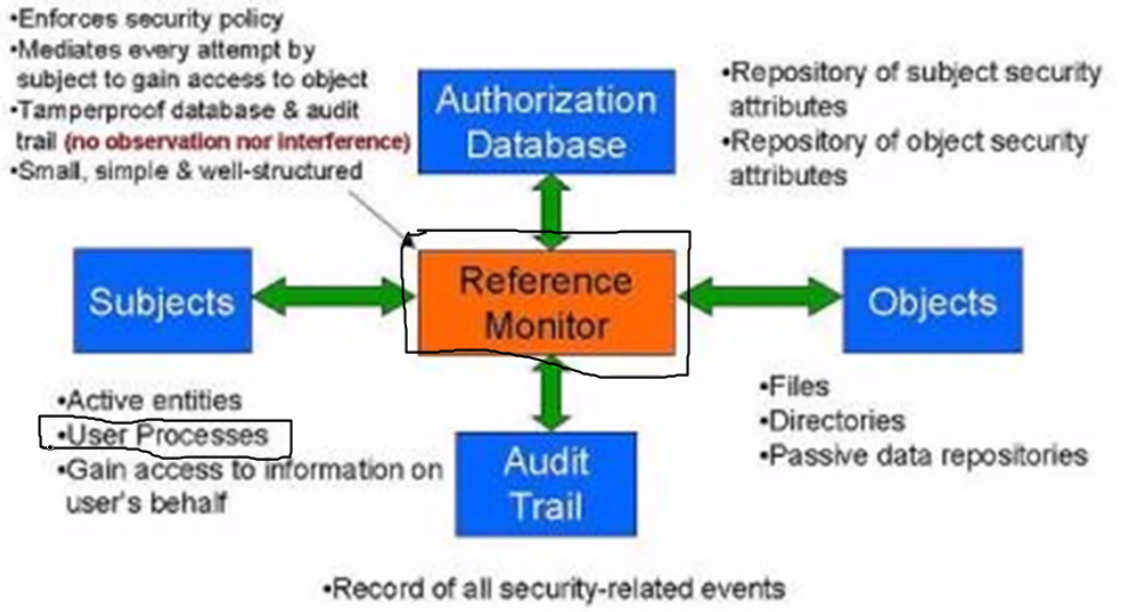 •Enforces security policy
•Mediates every attempt by
subject to gain access to object
•Tamperproof database & audit
trail (no observation nor interference)
•Small, simple & well-structured
Authorization
Database
•Repository of subject security
attributes
•Repository of object security
attributes
Subjects
Reference
Monitor
Objects
•Active entities
•User Processes
•Gain access to information on
user's behalf
Audit
Trail
•Files
•Directories
•Passive data repositories
•Record of all security-related events